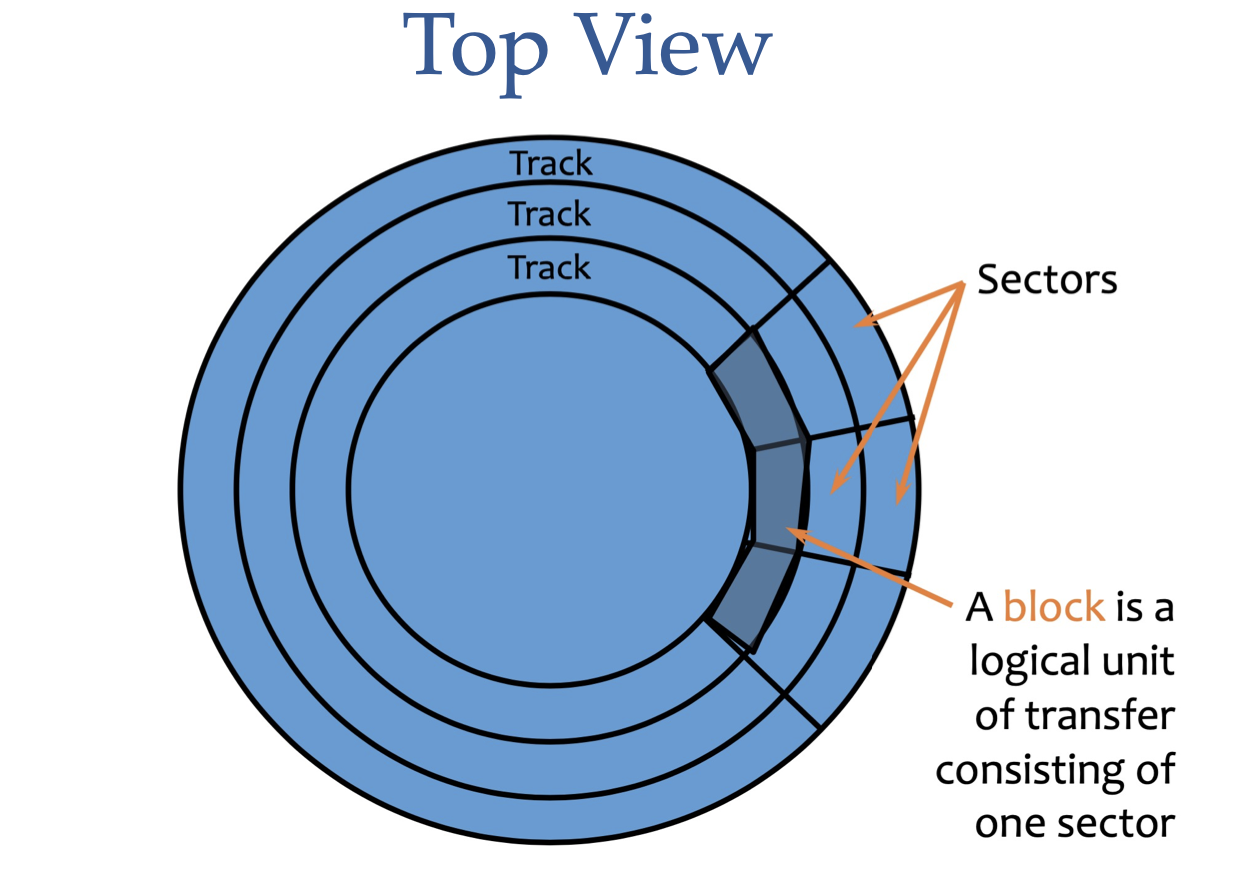 Top View
Track
Track
Track
Sectors
A block is a
logical unit
of transfer
consisting of
one sector